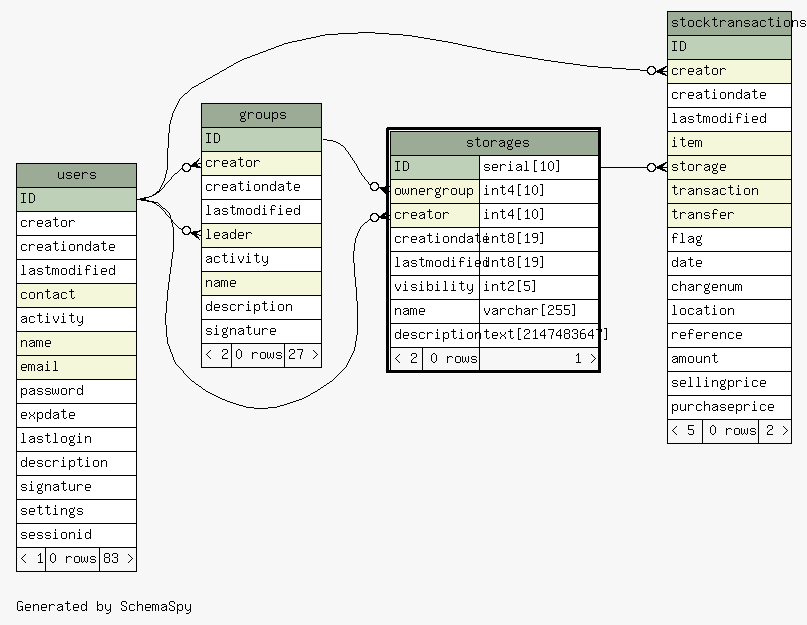 users
ID
creator
creationdate
lastmodified
contact
activity
name
email
password
expdate
lastlogin
description
signature
settings
sessionid
< 1 0 rows 83 >
groups
ID
creator
creationdate
lastmodified
leader
activity
name
description
signature
< 2 0 rows 27 >
storages
ID serial[10]
ownergroup int4[10]
creator int4[10]
creationdate int8[19]
lastmodified int8[19]
visibility int2[5]
name varchar[255]
description text[2147483647]
< 2 0 rows 1 >
stocktransactions
ID
creator
creationdate
lastmodified
item
storage
transaction
transfer
flag
date
chargenum
location
reference
amount
sellingprice
purchaseprice
< 5 0 rows 2 >
Generated by SchemaSpy